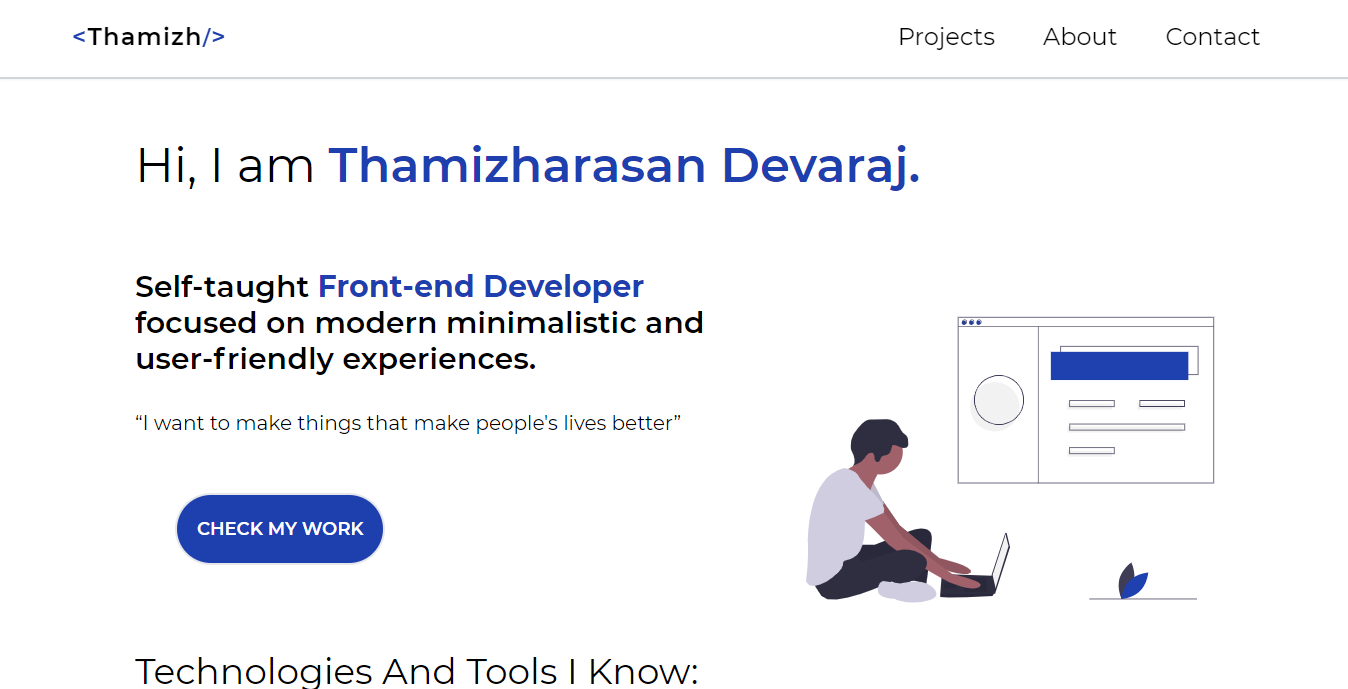 <Thamizh/>
Projects About Contact
Hi, I am Thamizharasan Devaraj.
Self-taught Front-end Developer
focused on modern minimalistic and
user-friendly experiences.
“I want to make things that make people's lives better”
CHECK MY WORK
Technologies And Tools I Know: